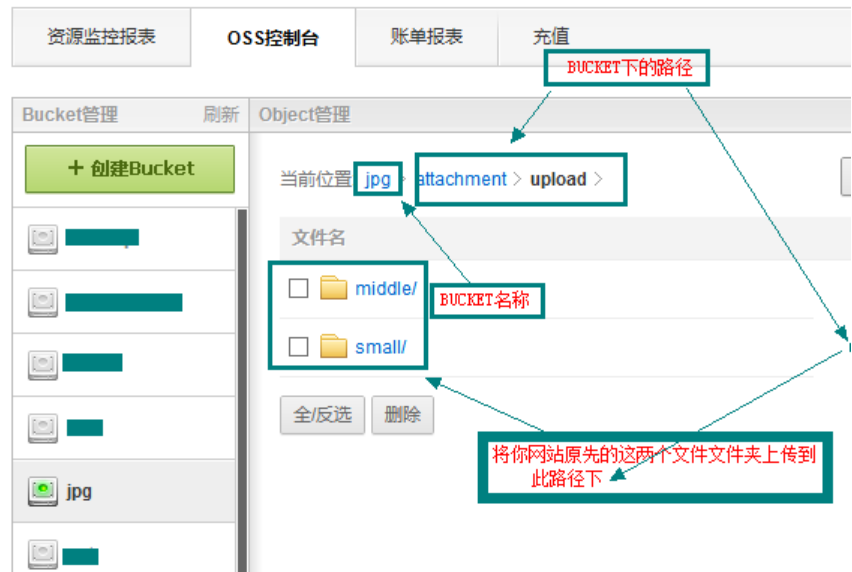 资源监控报表 OSS控制台 账单报表 充值
BUCKET下的路径
Bucket管理 刷新 Object管理
+ 创建Bucket
当前位置 jpg > attachment > upload >
文件名
middle/
BUCKET名称
small/
全/反选 删除
将你网站原先的这两个文件文件夹上传到
此路径下
jpg